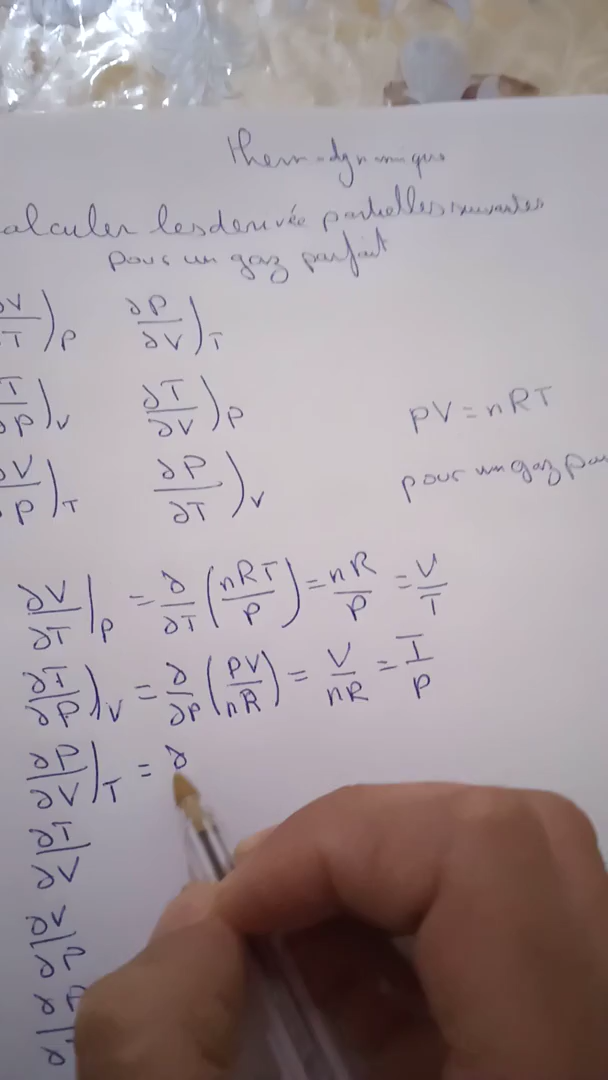 thermodynamique
alculer les derivée partielles suivantes
pour un gaz parfait
∂V/∂T)P ∂P/∂V)T
∂T/∂P)V ∂T/∂V)P
∂V/∂P)T ∂P/∂T)V
PV = nRT
pour un gaz par
∂V/∂T|P = ∂/∂T (nRT/P) = nR/P = V/T
∂T/∂P)V = ∂/∂P (PV/nR) = V/nR = T/P
∂P/∂V)T = ∂
∂T/∂V